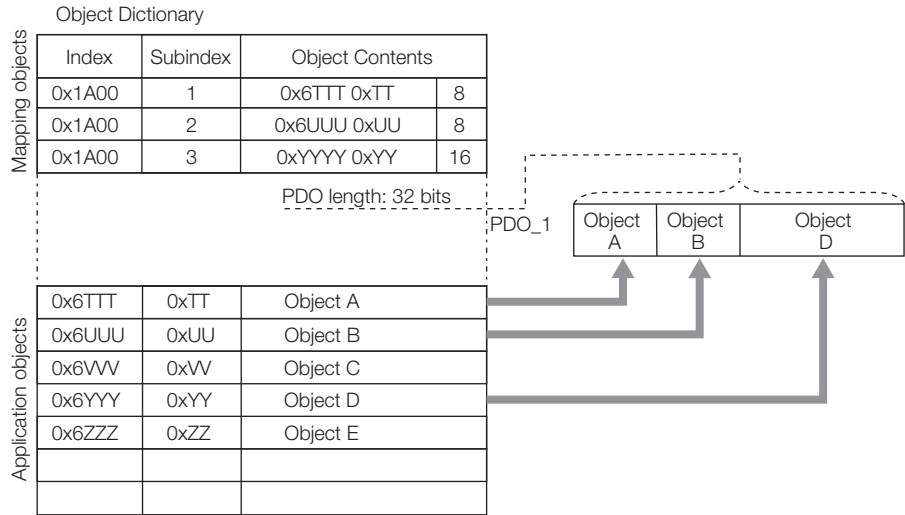 Object Dictionary
Mapping objects
Index Subindex Object Contents
0x1A00 1 0x6TTT 0xTT 8
0x1A00 2 0x6UUU 0xUU 8
0x1A00 3 0xYYYY 0xYY 16
PDO length: 32 bits
PDO_1
Object A
Object B
Object D
Application objects
0x6TTT 0xTT Object A
0x6UUU 0xUU Object B
0x6VVV 0xVV Object C
0x6YYY 0xYY Object D
0x6ZZZ 0xZZ Object E